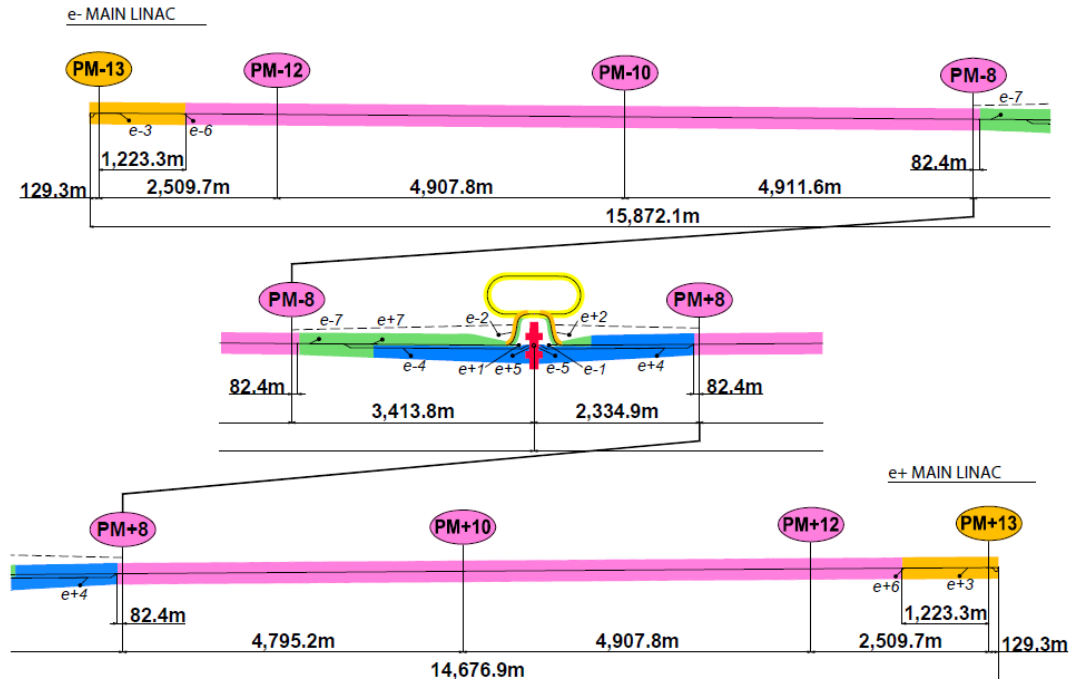 e- MAIN LINAC
PM-13 PM-12 PM-10 PM-8
e-7
e-3 e-6
1,223.3m 82.4m
129.3m 2,509.7m 4,907.8m 4,911.6m
15,872.1m
PM-8 PM+8
e-7 e+7 e-2 e+2
e-4 e+1 e+5 e-5 e-1 e+4
82.4m 82.4m
3,413.8m 2,334.9m
e+ MAIN LINAC
PM+8 PM+10 PM+12 PM+13
e+4 e+6 e+3
82.4m 1,223.3m
4,795.2m 4,907.8m 2,509.7m 129.3m
14,676.9m